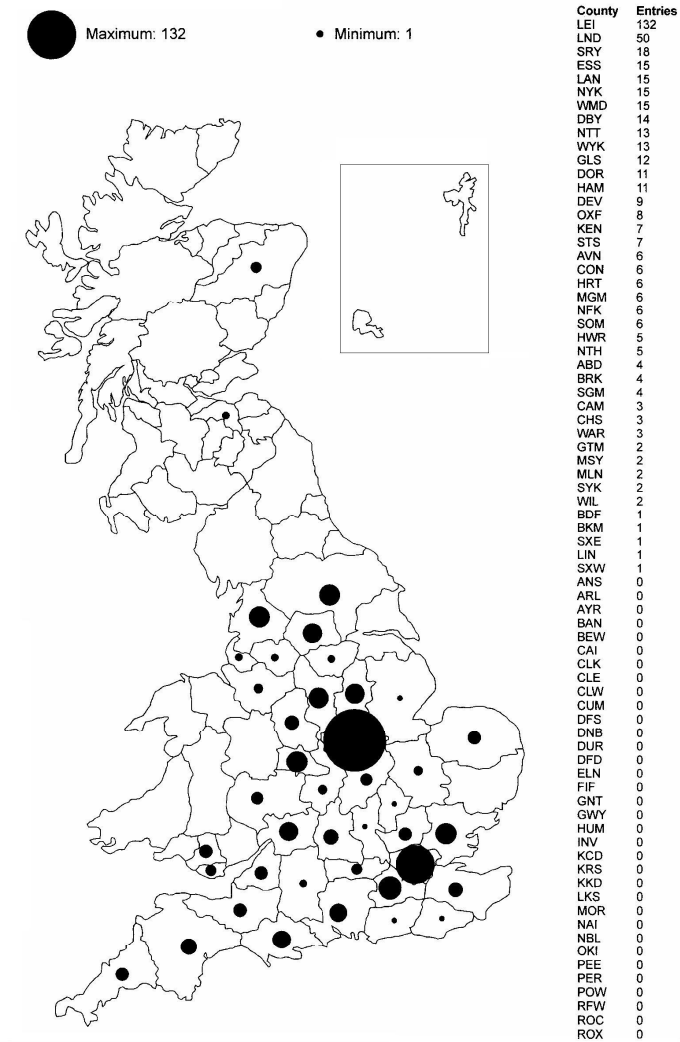 Maximum: 132
Minimum: 1
County Entries
LEI 132
LND 50
SRY 18
ESS 15
LAN 15
NYK 15
WMD 15
DBY 14
NTT 13
WYK 13
GLS 12
DOR 11
HAM 11
DEV 9
OXF 8
KEN 7
STS 7
AVN 6
CON 6
HRT 6
MGM 6
NFK 6
SOM 6
HWR 5
NTH 5
ABD 4
BRK 4
SGM 4
CAM 3
CHS 3
WAR 3
GTM 2
MSY 2
MLN 2
SYK 2
WIL 2
BDF 1
BKM 1
SXE 1
LIN 1
SXW 1
ANS 0
ARL 0
AYR 0
BAN 0
BEW 0
CAI 0
CLK 0
CLE 0
CLW 0
CUM 0
DFS 0
DNB 0
DUR 0
DFD 0
ELN 0
FIF 0
GNT 0
GWY 0
HUM 0
INV 0
KCD 0
KRS 0
KKD 0
LKS 0
MOR 0
NAI 0
NBL 0
OKI 0
PEE 0
PER 0
POW 0
RFW 0
ROC 0
ROX 0